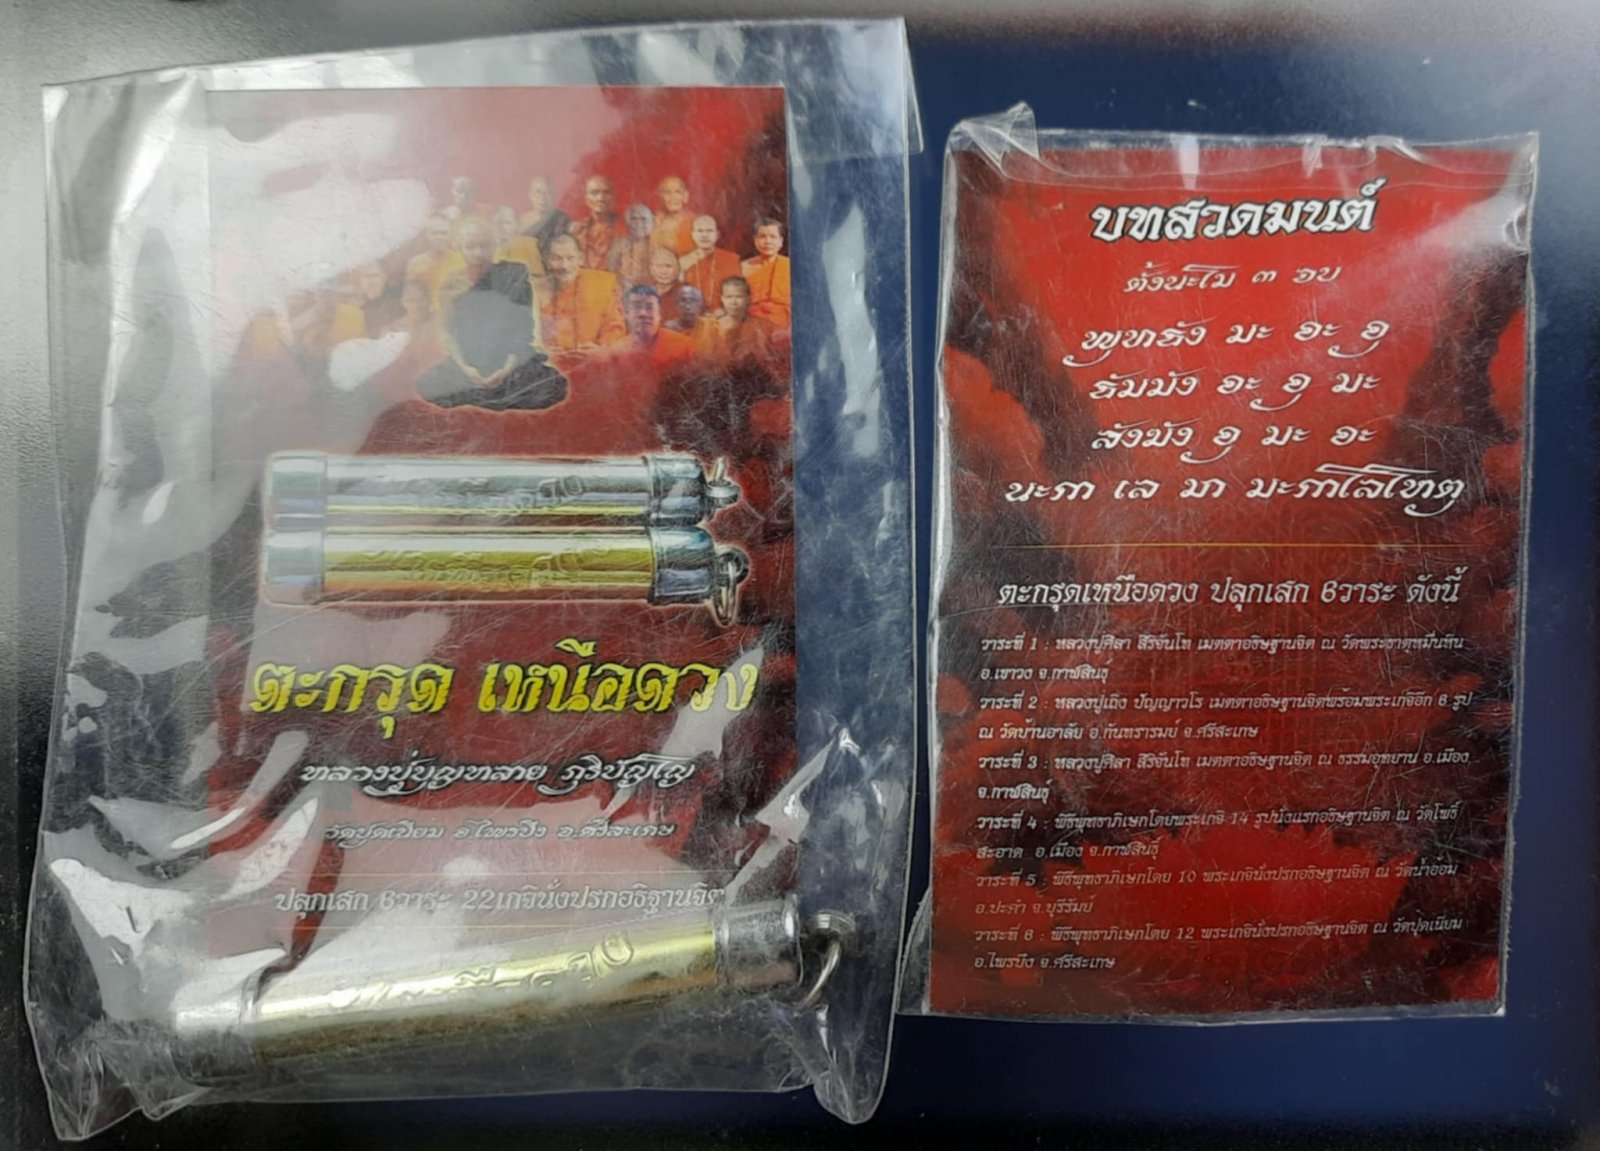 ตะกรุด เหนือดวง
หลวงปู่บุญหลาย ภูริปัญโญ
วัดปุดเนียม อ.ไพรบึง จ.ศรีสะเกษ
ปลุกเสก 6วาระ 22เกจินั่งปรกอธิฐานจิต
บทสวดมนต์
ตั้งนะโม ๓ จบ
พุทธัง มะ อะ อุ
ธัมมัง อะ อุ มะ
สังฆัง อุ มะ อะ
นะกา เล มา มะกาโลโหตุ
ตะกรุดเหนือดวง ปลุกเสก 6วาระ ดังนี้
วาระที่ 1 : หลวงปู่ศิลา สิริจันโท เมตตาอธิษฐานจิต ณ วัดพระธาตุหมื่นหิน
อ.เขาวง จ.กาฬสินธุ์
วาระที่ 2 : หลวงปู่เถิง ปัญญาวโร เมตตาอธิษฐานจิตพร้อมพระเกจิอีก 6 รูป
ณ วัดบ้านอาลัย อ.กันทรารมย์ จ.ศรีสะเกษ
วาระที่ 3 : หลวงปู่ศิลา สิริจันโท เมตตาอธิษฐานจิต ณ ธรรมอุทยาน อ.เมือง
จ.กาฬสินธุ์
วาระที่ 4 : พิธีพุทธาภิเษกโดยพระเกจิ 14 รูปนั่งแรกอธิษฐานจิต ณ วัดโพธิ์
สะอาด อ.เมือง จ.กาฬสินธุ์
วาระที่ 5 : พิธีพุทธาภิเษกโดย 10 พระเกจินั่งปรกอธิษฐานจิต ณ วัดน้ำอ้อม
อ.ปะคำ จ.บุรีรัมย์
วาระที่ 6 : พิธีพุทธาภิเษกโดย 12 พระเกจินั่งปรกอธิษฐานจิต ณ วัดปุดเนียม
อ.ไพรบึง จ.ศรีสะเกษ